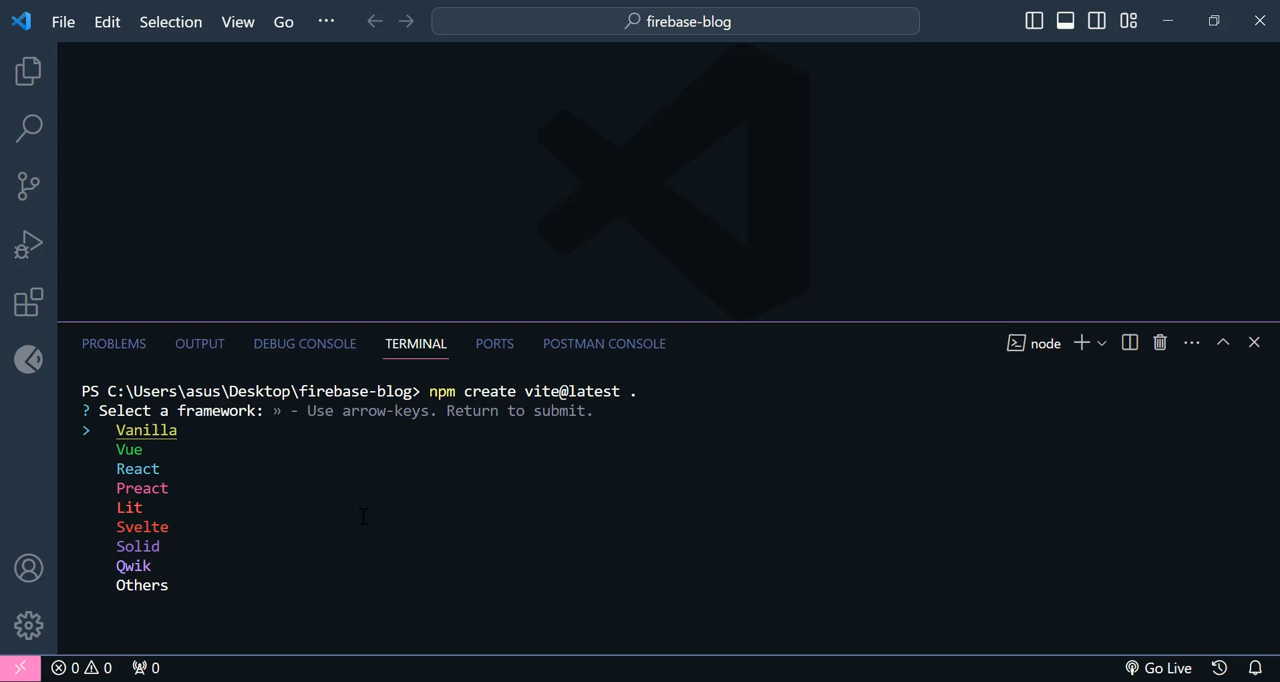 File Edit Selection View Go ··· firebase-blog
PROBLEMS OUTPUT DEBUG CONSOLE TERMINAL PORTS POSTMAN CONSOLE node
PS C:\Users\asus\Desktop\firebase-blog> npm create vite@latest .
? Select a framework: » - Use arrow-keys. Return to submit.
> Vanilla
Vue
React
Preact
Lit
Svelte
Solid
Qwik
Others
0 0 0 Go Live